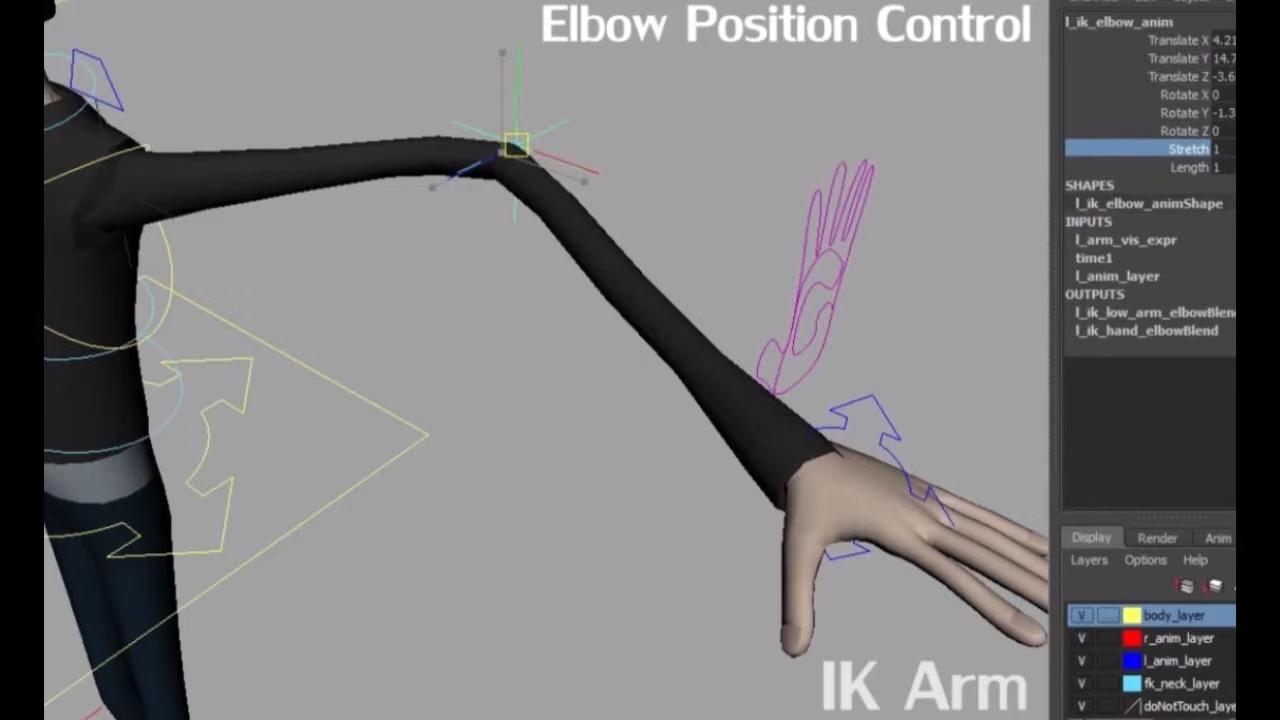 Elbow Position Control
l_ik_elbow_anim
Translate X 4.21
Translate Y 14.7
Translate Z -3.6
Rotate X 0
Rotate Y -1.3
Rotate Z 0
Stretch 1
Length 1
SHAPES
l_ik_elbow_animShape
INPUTS
l_arm_vis_expr
time1
l_anim_layer
OUTPUTS
l_ik_low_arm_elbowBlen
l_ik_hand_elbowBlend
Display Render Anim
Layers Options Help
V body_layer
V r_anim_layer
V l_anim_layer
V fk_neck_layer
V doNotTouch_laye
IK Arm